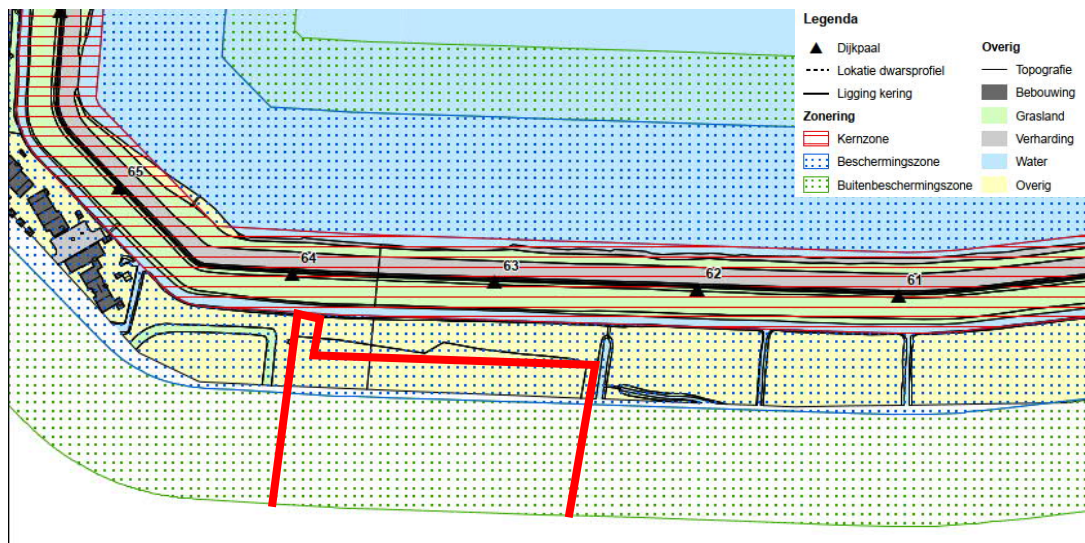 Legenda
Dijkpaal
Lokatie dwarsprofiel
Ligging kering
Zonering
Kernzone
Beschermingszone
Buitenbeschermingszone
Overig
Topografie
Bebouwing
Grasland
Verharding
Water
Overig
65
64
63
62
61